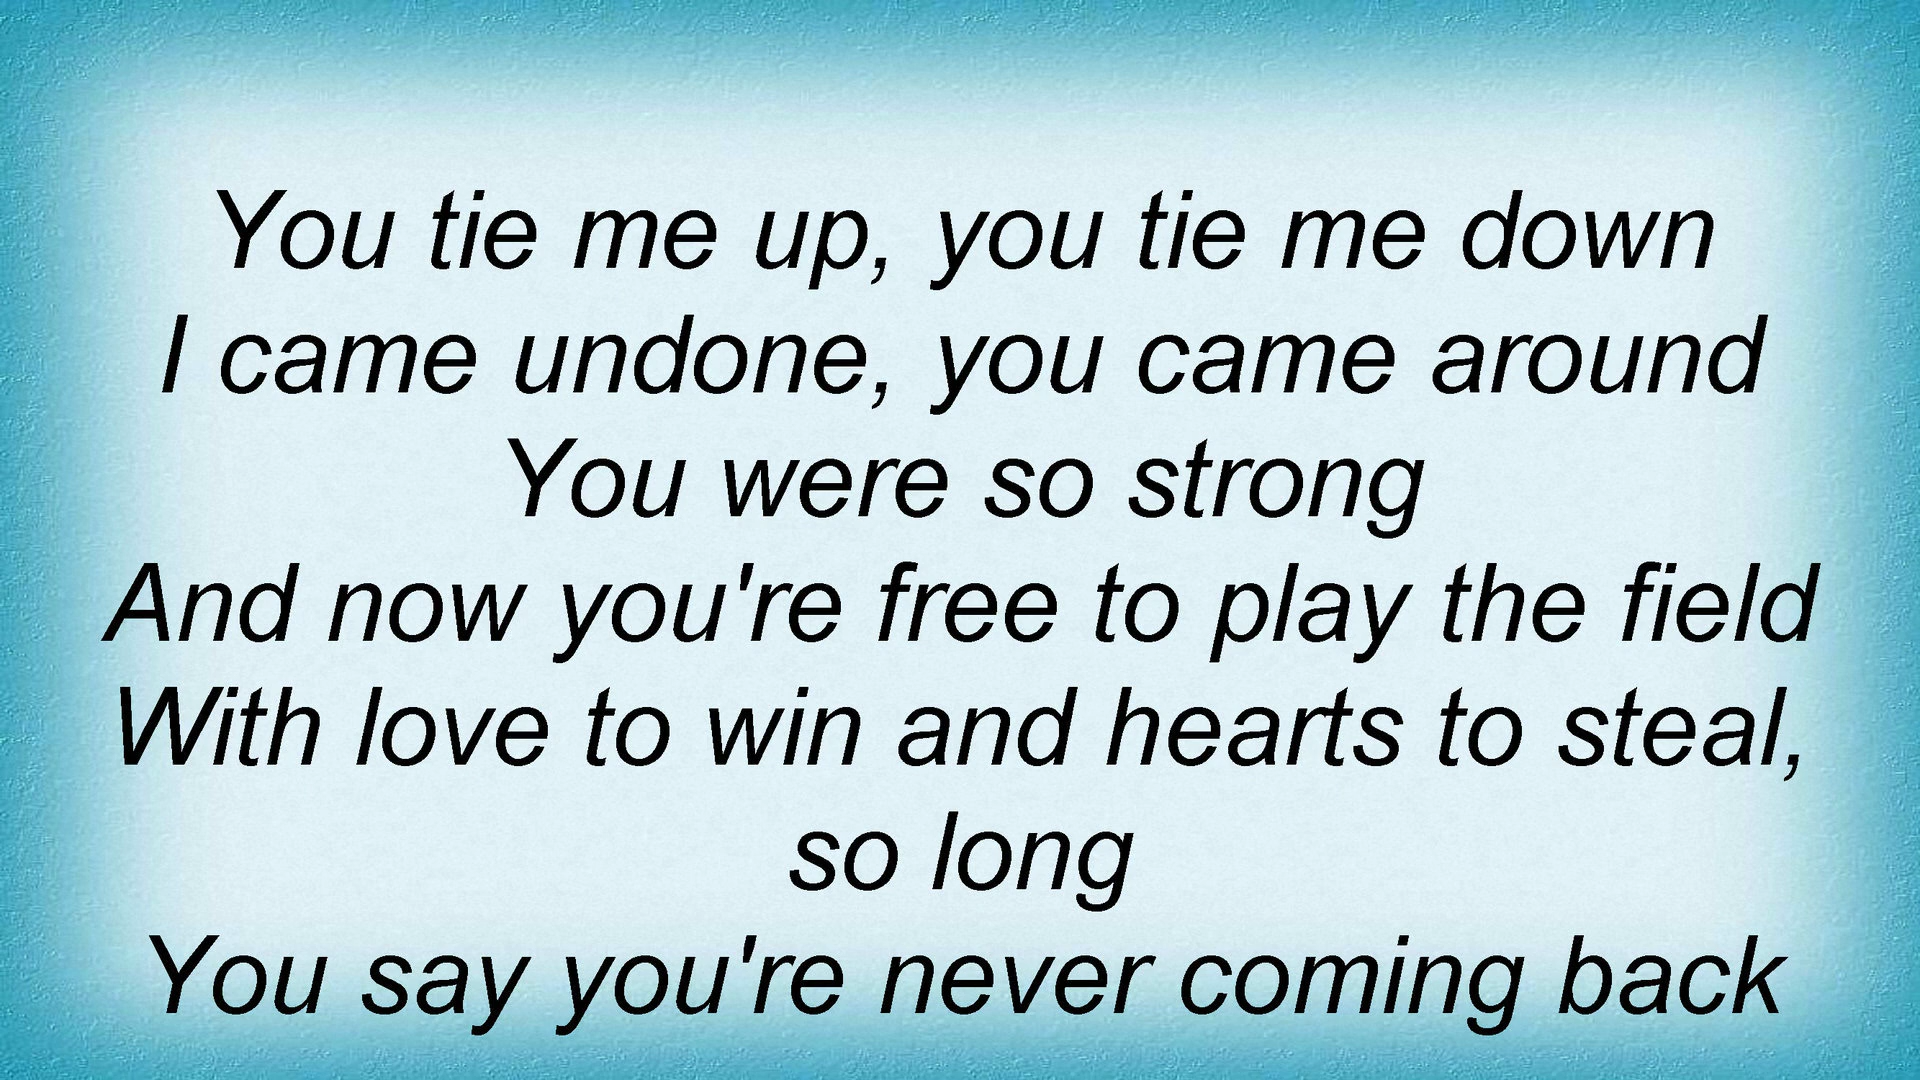 You tie me up, you tie me down
I came undone, you came around
You were so strong
And now you're free to play the field
With love to win and hearts to steal,
so long
You say you're never coming back